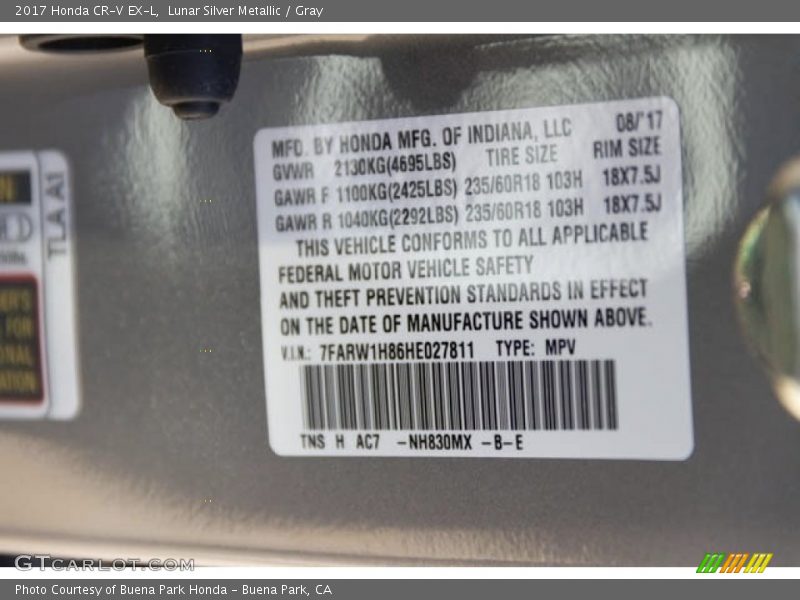 2017 Honda CR-V EX-L,  Lunar Silver Metallic / Gray
MFD. BY HONDA MFG. OF INDIANA, LLC 08/'17
GVWR 2130KG(4695LBS) TIRE SIZE RIM SIZE
GAWR F 1100KG(2425LBS) 235/60R18 103H 18X7.5J
GAWR R 1040KG(2292LBS) 235/60R18 103H 18X7.5J
THIS VEHICLE CONFORMS TO ALL APPLICABLE
FEDERAL MOTOR VEHICLE SAFETY
AND THEFT PREVENTION STANDARDS IN EFFECT
ON THE DATE OF MANUFACTURE SHOWN ABOVE.
V.I.N.: 7FARW1H86HE027811 TYPE: MPV
TNS H AC7 -NH830MX -B-E
TLA A1
FOR
GTCARLOT.COM
Photo Courtesy of Buena Park Honda - Buena Park, CA